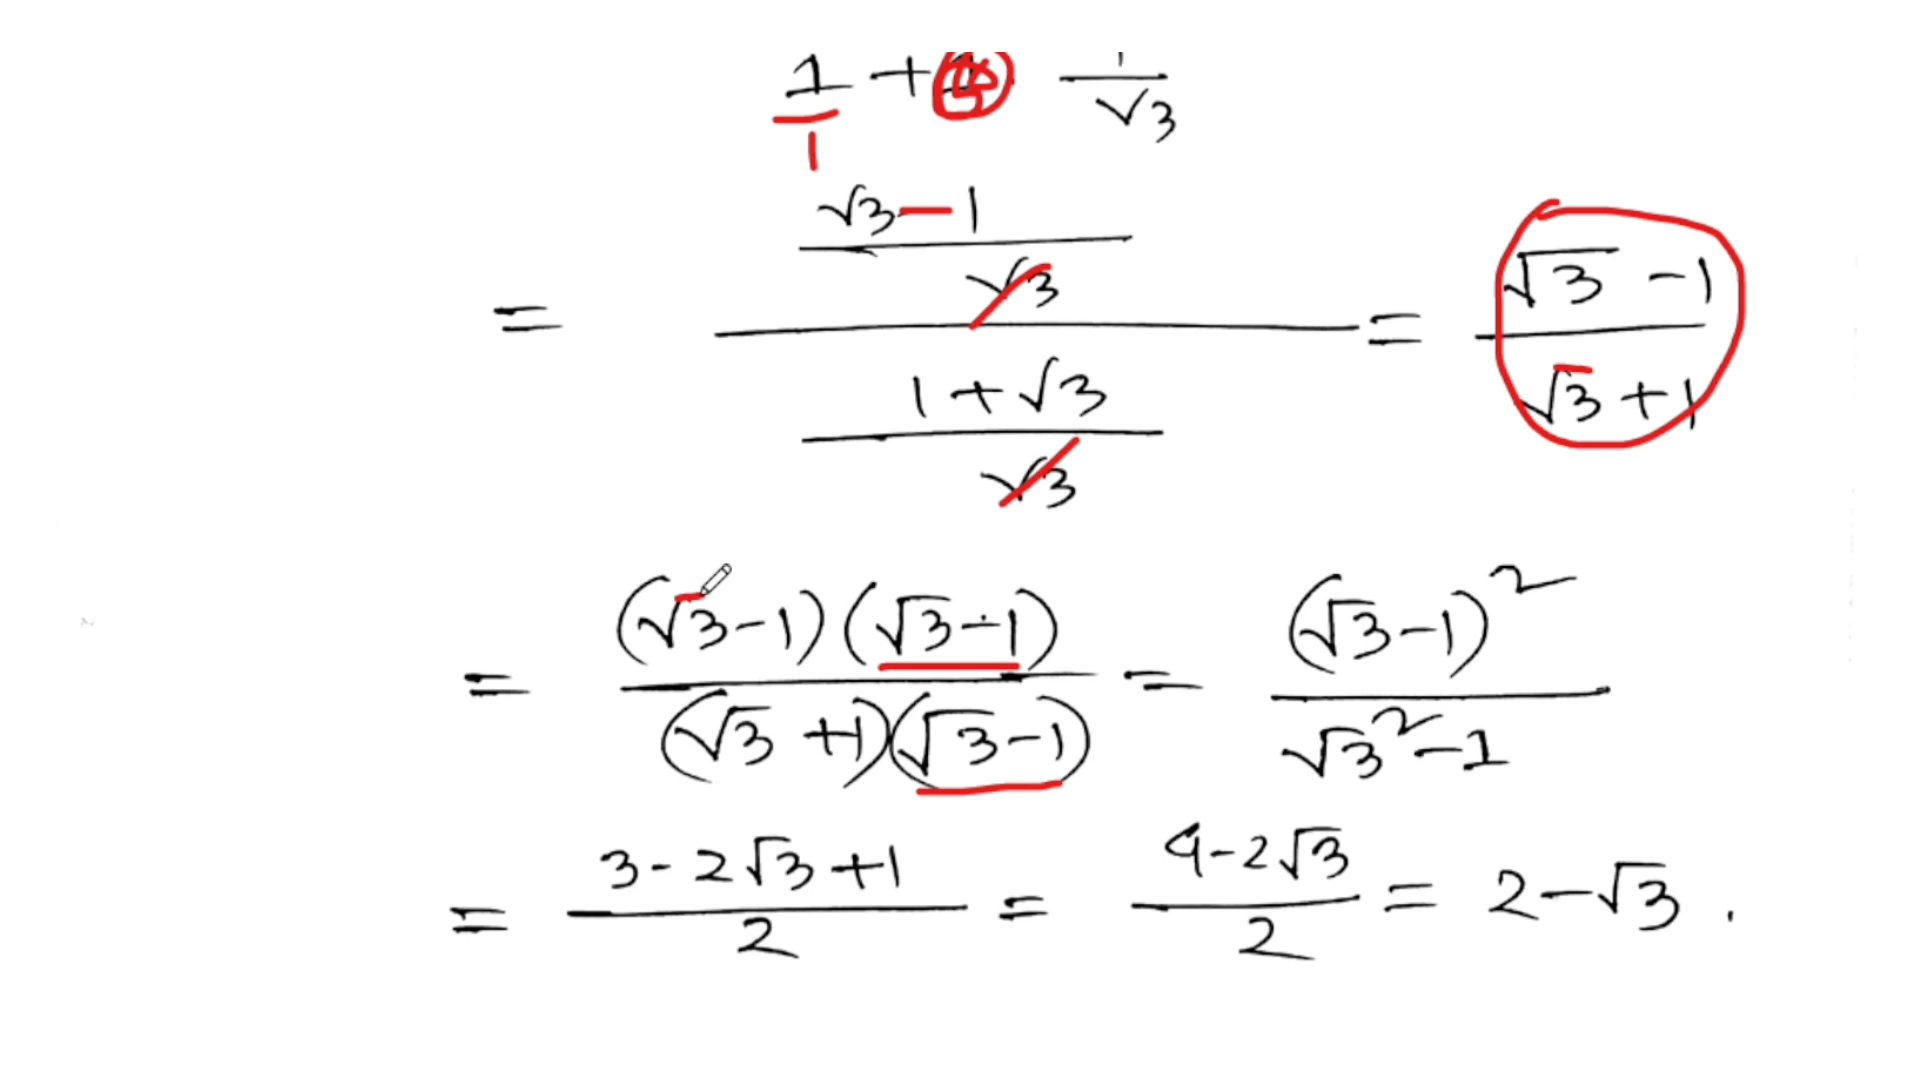 1/1 + 1/√3
= ((√3 - 1)/√3)/((1 + √3)/√3) = (√3 - 1)/(√3 + 1)
= ((√3 - 1)(√3 - 1))/((√3 + 1)(√3 - 1)) = (√3 - 1)²/(√3² - 1)
= (3 - 2√3 + 1)/2 = (4 - 2√3)/2 = 2 - √3.